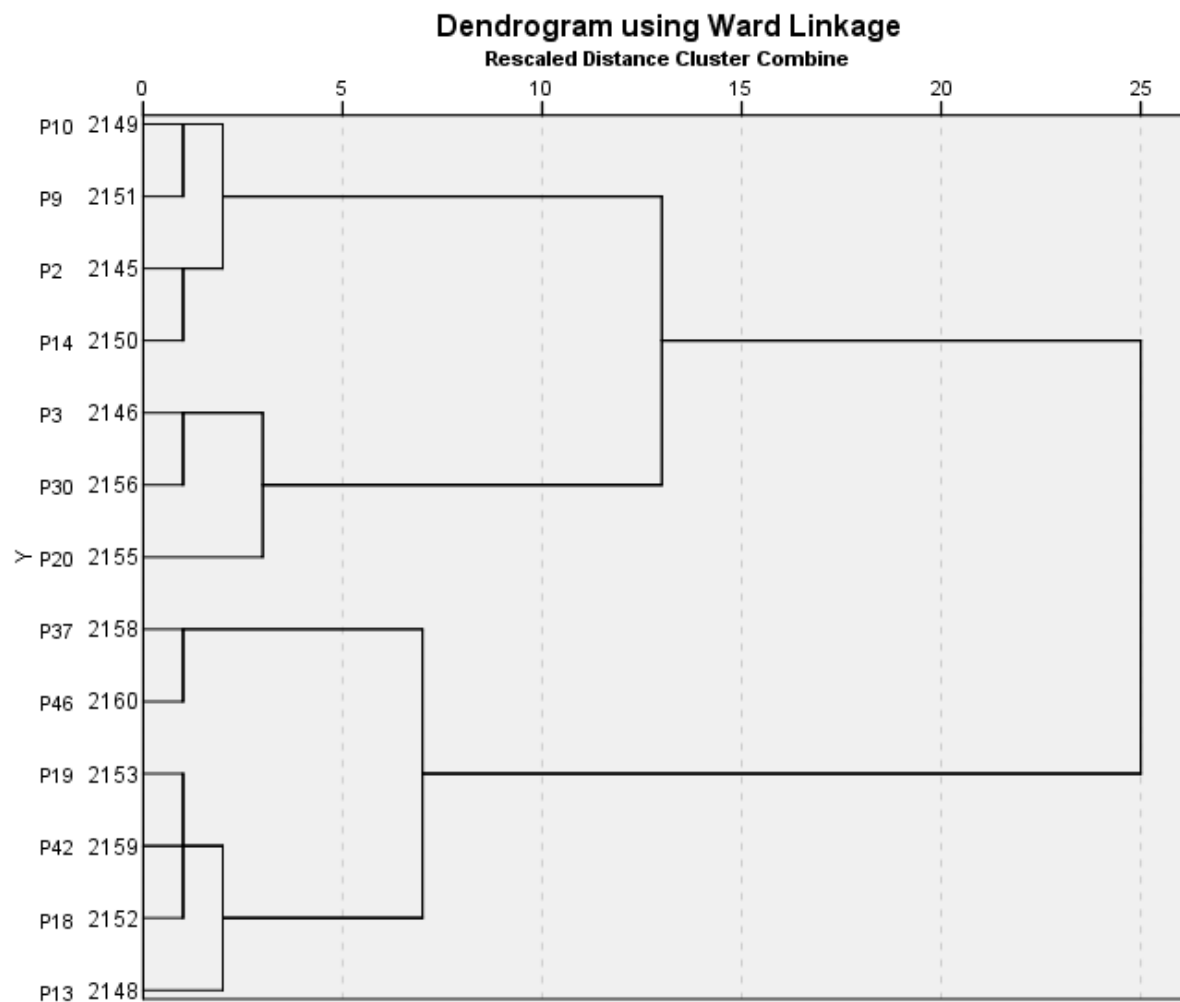 Dendrogram using Ward Linkage
Rescaled Distance Cluster Combine
0 5 10 15 20 25
P10 2149
P9 2151
P2 2145
P14 2150
P3 2146
P30 2156
Y P20 2155
P37 2158
P46 2160
P19 2153
P42 2159
P18 2152
P13 2148